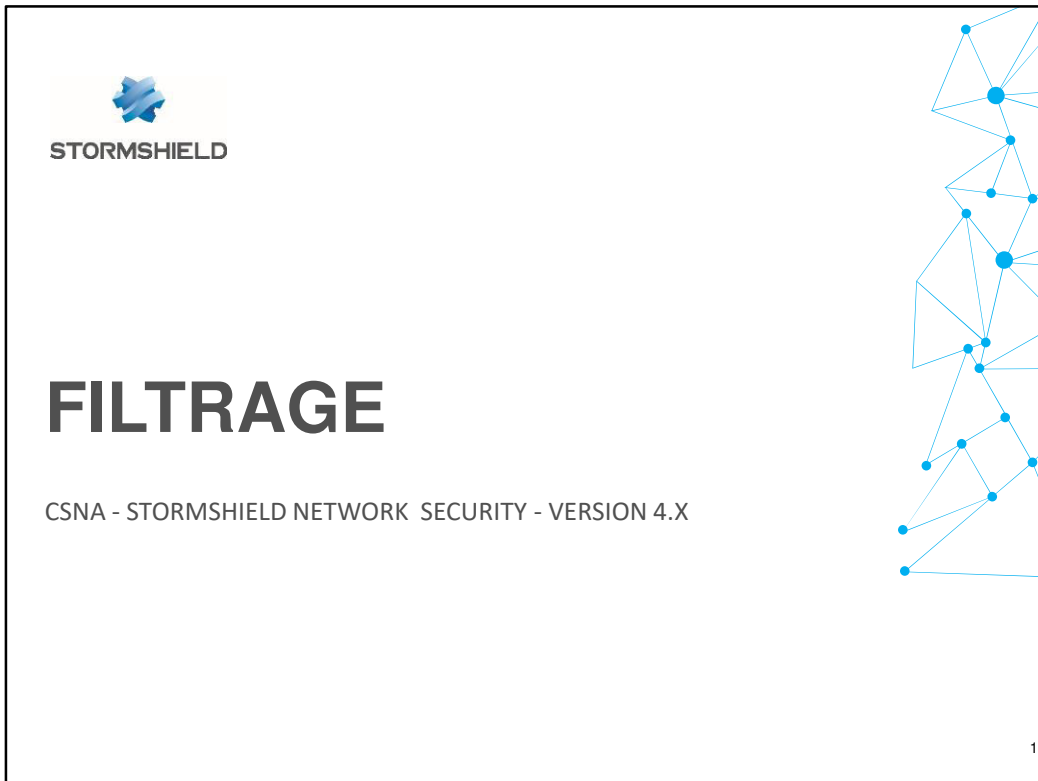 STORMSHIELD
FILTRAGE
CSNA - STORMSHIELD NETWORK SECURITY - VERSION 4.X
1